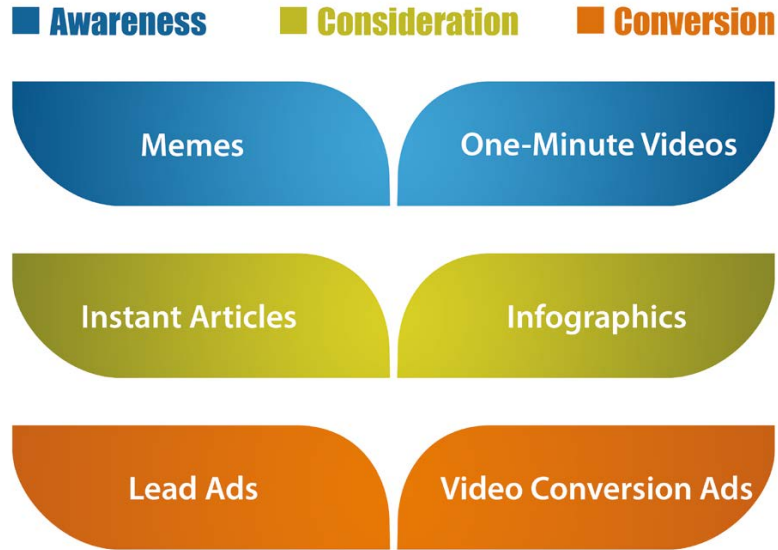 Awareness Consideration Conversion
Memes One-Minute Videos
Instant Articles Infographics
Lead Ads Video Conversion Ads